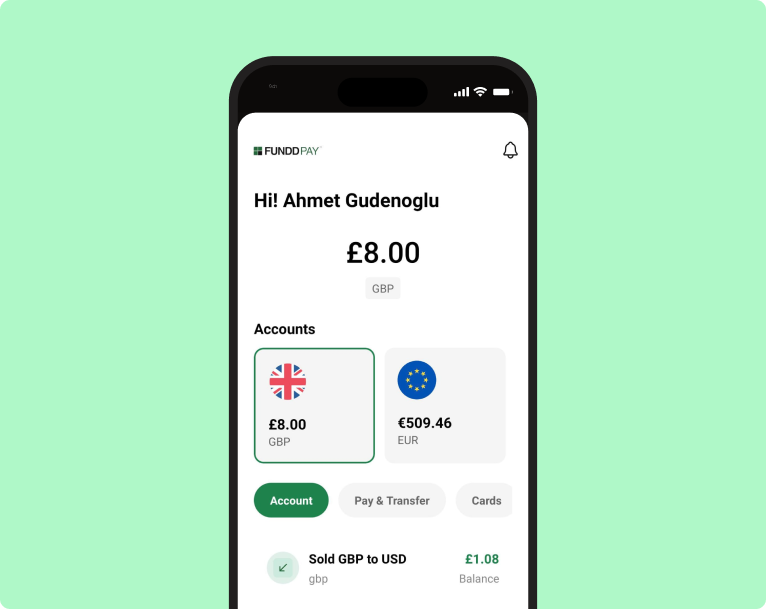 FUNDDPAY
Hi! Ahmet Gudenoglu
£8.00
GBP
Accounts
£8.00
GBP
€509.46
EUR
Account
Pay & Transfer
Cards
Sold GBP to USD
£1.08
gbp
Balance